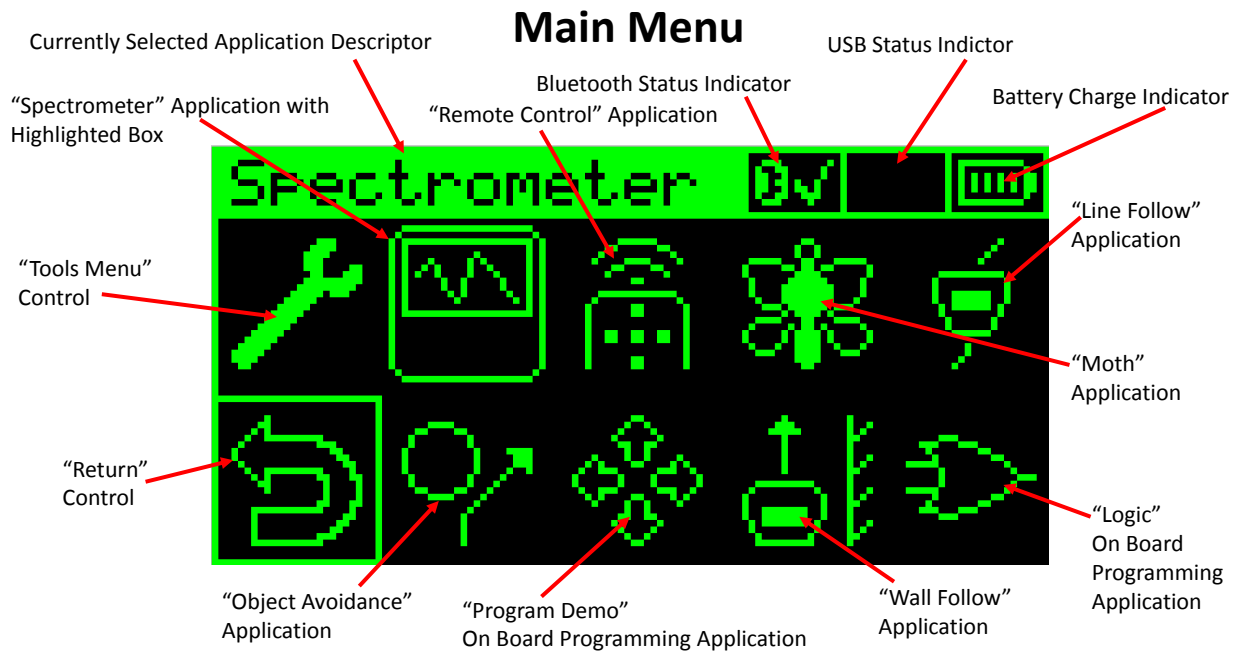 Main Menu
Currently Selected Application Descriptor
USB Status Indictor
Bluetooth Status Indicator
Battery Charge Indicator
“Spectrometer” Application with
Highlighted Box
“Remote Control” Application
Spectrometer
“Line Follow”
Application
“Tools Menu”
Control
“Moth”
Application
“Return”
Control
“Logic”
On Board
Programming
Application
“Object Avoidance”
Application
“Program Demo”
On Board Programming Application
“Wall Follow”
Application